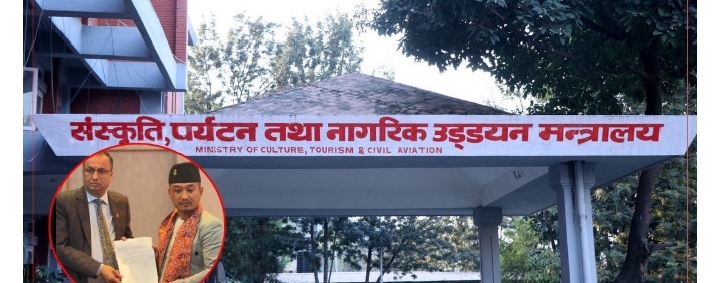 संस्कृति, पर्यटन तथा नागरिक उड्डयन मन्त्रालय
MINISTRY OF CULTURE, TOURISM & CIVIL AVIATION